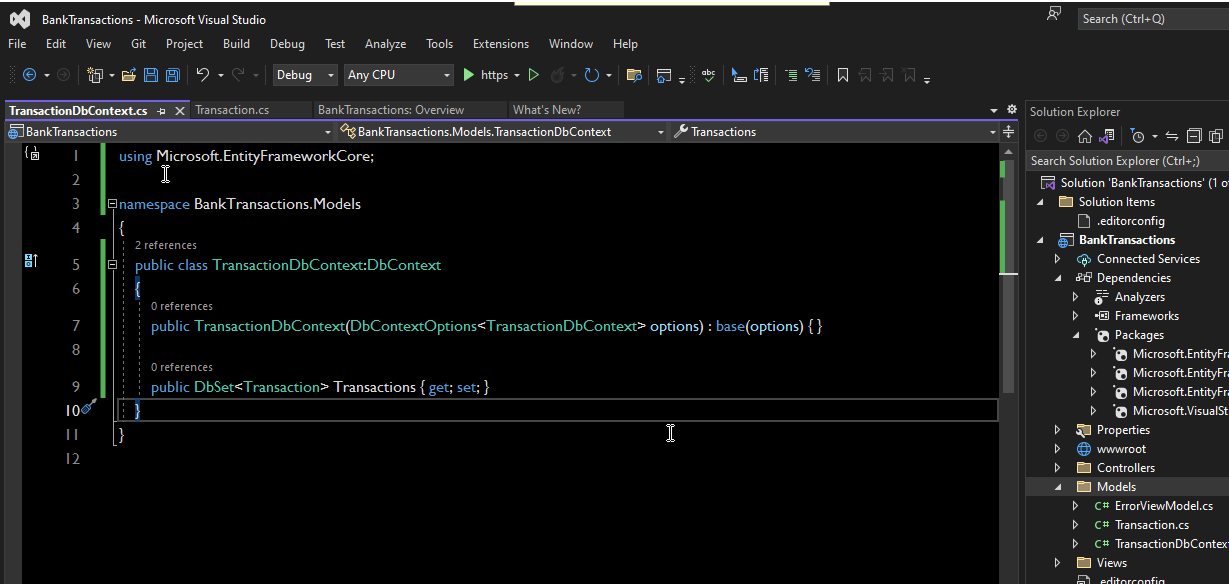 BankTransactions - Microsoft Visual Studio
Search (Ctrl+Q)
File Edit View Git Project Build Debug Test Analyze Tools Extensions Window Help
Debug Any CPU https
TransactionDbContext.cs Transaction.cs BankTransactions: Overview What's New?
Solution Explorer
BankTransactions BankTransactions.Models.TransactionDbContext Transactions
Search Solution Explorer (Ctrl+;)
1 using Microsoft.EntityFrameworkCore;
2
3 namespace BankTransactions.Models
4 {
2 references
5 public class TransactionDbContext:DbContext
6 {
0 references
7 public TransactionDbContext(DbContextOptions<TransactionDbContext> options) : base(options) { }
8
0 references
9 public DbSet<Transaction> Transactions { get; set; }
10 }
11 }
12
Solution 'BankTransactions' (1 o
Solution Items
.editorconfig
BankTransactions
Connected Services
Dependencies
Analyzers
Frameworks
Packages
Microsoft.EntityFra
Microsoft.EntityFra
Microsoft.EntityFra
Microsoft.VisualSt
Properties
wwwroot
Controllers
Models
C# ErrorViewModel.cs
C# Transaction.cs
C# TransactionDbContex
Views
.editorconfig